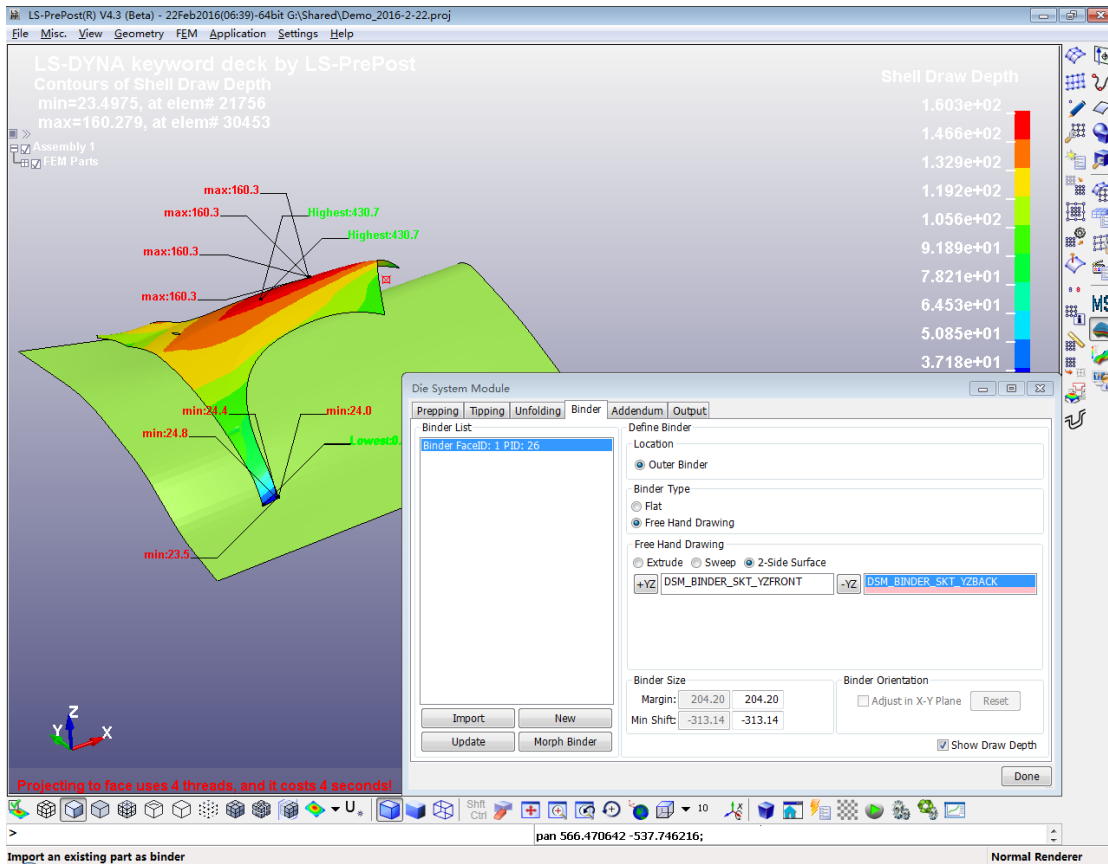 LS-PrePost(R) V4.3 (Beta) - 22Feb2016(06:39)-64bit G:\Shared\Demo_2016-2-22.proj
File Misc. View Geometry FEM Application Settings Help
LS-DYNA keyword deck by LS-PrePost
Contours of Shell Draw Depth
min=23.4975, at elem# 21756
max=160.279, at elem# 30453
Assembly 1
FEM Parts
Shell Draw Depth
1.603e+02
1.466e+02
1.329e+02
1.192e+02
1.056e+02
9.189e+01
7.821e+01
6.453e+01
5.085e+01
3.718e+01
max:160.3
max:160.3
Highest:430.7
Highest:430.7
max:160.3
max:160.3
min:24.4
min:24.0
min:24.8
Lowest:0.
min:23.5
Z
Y
X
Projecting to face uses 4 threads, and it costs 4 seconds!
Die System Module
Prepping Tipping Unfolding Binder Addendum Output
Binder List
Binder FaceID: 1 PID: 26
Import New
Update Morph Binder
Define Binder
Location
Outer Binder
Binder Type
Flat
Free Hand Drawing
Free Hand Drawing
Extrude Sweep 2-Side Surface
+YZ DSM_BINDER_SKT_YZFRONT -YZ DSM_BINDER_SKT_YZBACK
Binder Size
Margin: 204.20 204.20
Min Shift: -313.14 -313.14
Binder Orientation
Adjust in X-Y Plane Reset
Show Draw Depth
Done
MS
Shft
Ctrl
10
>
pan 566.470642 -537.746216;
Import an existing part as binder
Normal Renderer